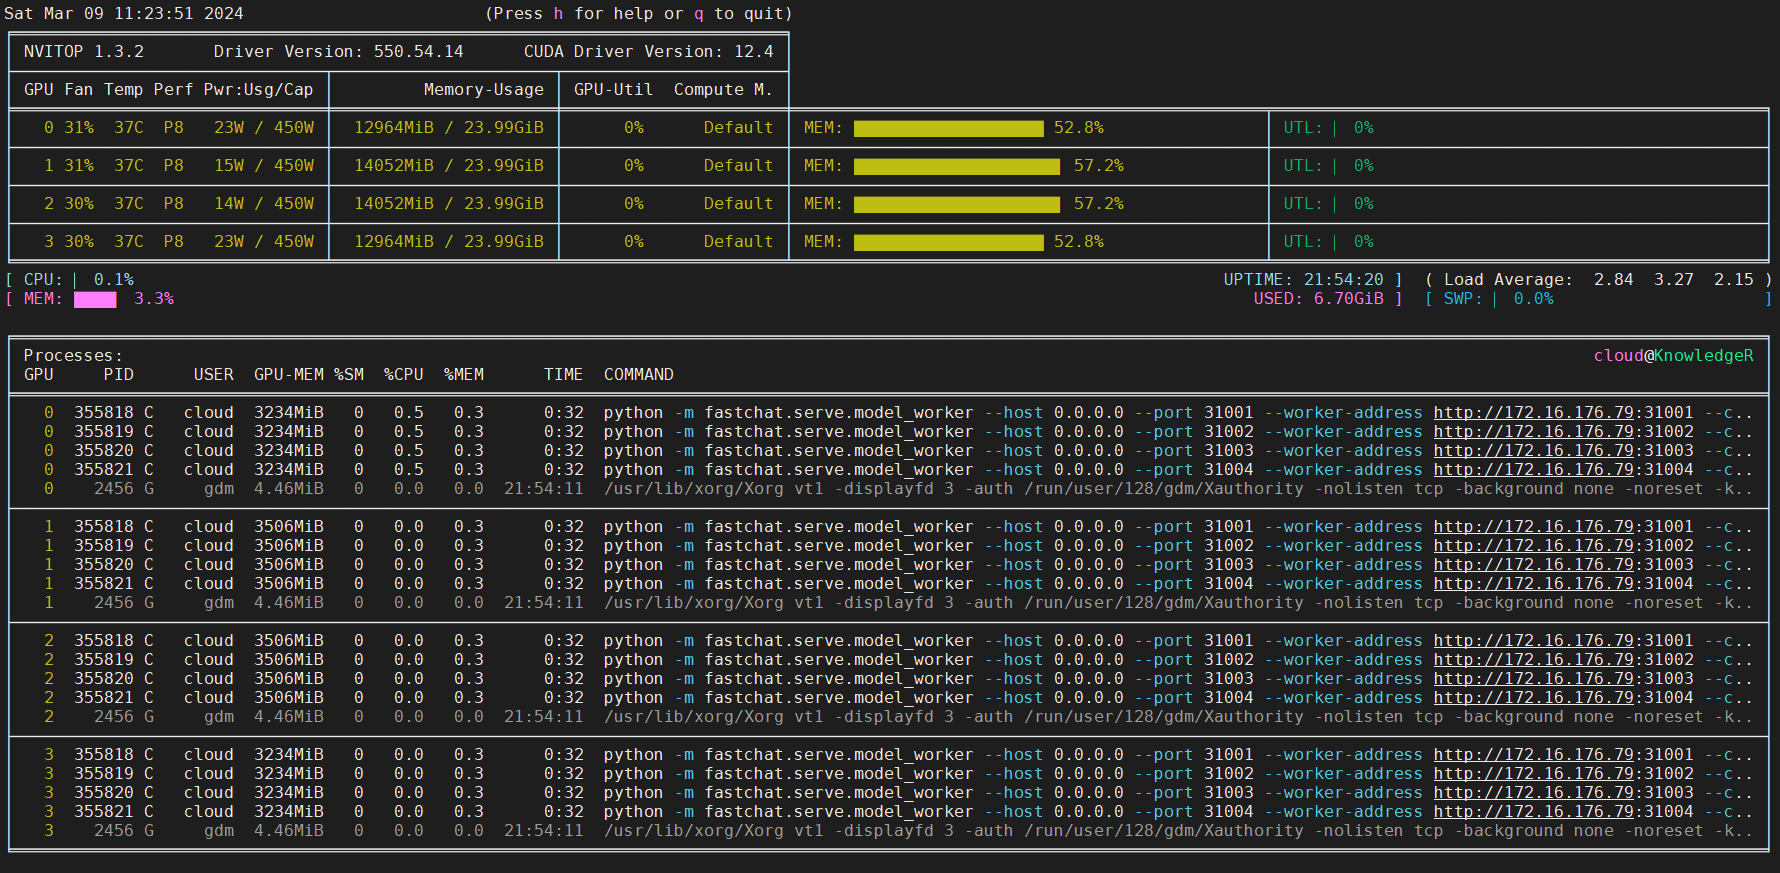 Sat Mar 09 11:23:51 2024 (Press h for help or q to quit)
NVITOP 1.3.2 Driver Version: 550.54.14 CUDA Driver Version: 12.4
GPU Fan Temp Perf Pwr:Usg/Cap Memory-Usage GPU-Util Compute M.
0 31% 37C P8 23W / 450W 12964MiB / 23.99GiB 0% Default MEM: 52.8% UTL: 0%
1 31% 37C P8 15W / 450W 14052MiB / 23.99GiB 0% Default MEM: 57.2% UTL: 0%
2 30% 37C P8 14W / 450W 14052MiB / 23.99GiB 0% Default MEM: 57.2% UTL: 0%
3 30% 37C P8 23W / 450W 12964MiB / 23.99GiB 0% Default MEM: 52.8% UTL: 0%
[ CPU: 0.1% UPTIME: 21:54:20 ] ( Load Average: 2.84 3.27 2.15 )
[ MEM: 3.3% USED: 6.70GiB ] [ SWP: 0.0% ]
Processes: cloud@KnowledgeR
GPU PID USER GPU-MEM %SM %CPU %MEM TIME COMMAND
0 355818 C cloud 3234MiB 0 0.5 0.3 0:32 python -m fastchat.serve.model_worker --host 0.0.0.0 --port 31001 --worker-address http://172.16.176.79:31001 --c..
0 355819 C cloud 3234MiB 0 0.5 0.3 0:32 python -m fastchat.serve.model_worker --host 0.0.0.0 --port 31002 --worker-address http://172.16.176.79:31002 --c..
0 355820 C cloud 3234MiB 0 0.5 0.3 0:32 python -m fastchat.serve.model_worker --host 0.0.0.0 --port 31003 --worker-address http://172.16.176.79:31003 --c..
0 355821 C cloud 3234MiB 0 0.5 0.3 0:32 python -m fastchat.serve.model_worker --host 0.0.0.0 --port 31004 --worker-address http://172.16.176.79:31004 --c..
0 2456 G gdm 4.46MiB 0 0.0 0.0 21:54:11 /usr/lib/xorg/Xorg vt1 -displayfd 3 -auth /run/user/128/gdm/Xauthority -nolisten tcp -background none -noreset -k..
1 355818 C cloud 3506MiB 0 0.0 0.3 0:32 python -m fastchat.serve.model_worker --host 0.0.0.0 --port 31001 --worker-address http://172.16.176.79:31001 --c..
1 355819 C cloud 3506MiB 0 0.0 0.3 0:32 python -m fastchat.serve.model_worker --host 0.0.0.0 --port 31002 --worker-address http://172.16.176.79:31002 --c..
1 355820 C cloud 3506MiB 0 0.0 0.3 0:32 python -m fastchat.serve.model_worker --host 0.0.0.0 --port 31003 --worker-address http://172.16.176.79:31003 --c..
1 355821 C cloud 3506MiB 0 0.0 0.3 0:32 python -m fastchat.serve.model_worker --host 0.0.0.0 --port 31004 --worker-address http://172.16.176.79:31004 --c..
1 2456 G gdm 4.46MiB 0 0.0 0.0 21:54:11 /usr/lib/xorg/Xorg vt1 -displayfd 3 -auth /run/user/128/gdm/Xauthority -nolisten tcp -background none -noreset -k..
2 355818 C cloud 3506MiB 0 0.0 0.3 0:32 python -m fastchat.serve.model_worker --host 0.0.0.0 --port 31001 --worker-address http://172.16.176.79:31001 --c..
2 355819 C cloud 3506MiB 0 0.0 0.3 0:32 python -m fastchat.serve.model_worker --host 0.0.0.0 --port 31002 --worker-address http://172.16.176.79:31002 --c..
2 355820 C cloud 3506MiB 0 0.0 0.3 0:32 python -m fastchat.serve.model_worker --host 0.0.0.0 --port 31003 --worker-address http://172.16.176.79:31003 --c..
2 355821 C cloud 3506MiB 0 0.0 0.3 0:32 python -m fastchat.serve.model_worker --host 0.0.0.0 --port 31004 --worker-address http://172.16.176.79:31004 --c..
2 2456 G gdm 4.46MiB 0 0.0 0.0 21:54:11 /usr/lib/xorg/Xorg vt1 -displayfd 3 -auth /run/user/128/gdm/Xauthority -nolisten tcp -background none -noreset -k..
3 355818 C cloud 3234MiB 0 0.0 0.3 0:32 python -m fastchat.serve.model_worker --host 0.0.0.0 --port 31001 --worker-address http://172.16.176.79:31001 --c..
3 355819 C cloud 3234MiB 0 0.0 0.3 0:32 python -m fastchat.serve.model_worker --host 0.0.0.0 --port 31002 --worker-address http://172.16.176.79:31002 --c..
3 355820 C cloud 3234MiB 0 0.0 0.3 0:32 python -m fastchat.serve.model_worker --host 0.0.0.0 --port 31003 --worker-address http://172.16.176.79:31003 --c..
3 355821 C cloud 3234MiB 0 0.0 0.3 0:32 python -m fastchat.serve.model_worker --host 0.0.0.0 --port 31004 --worker-address http://172.16.176.79:31004 --c..
3 2456 G gdm 4.46MiB 0 0.0 0.0 21:54:11 /usr/lib/xorg/Xorg vt1 -displayfd 3 -auth /run/user/128/gdm/Xauthority -nolisten tcp -background none -noreset -k..